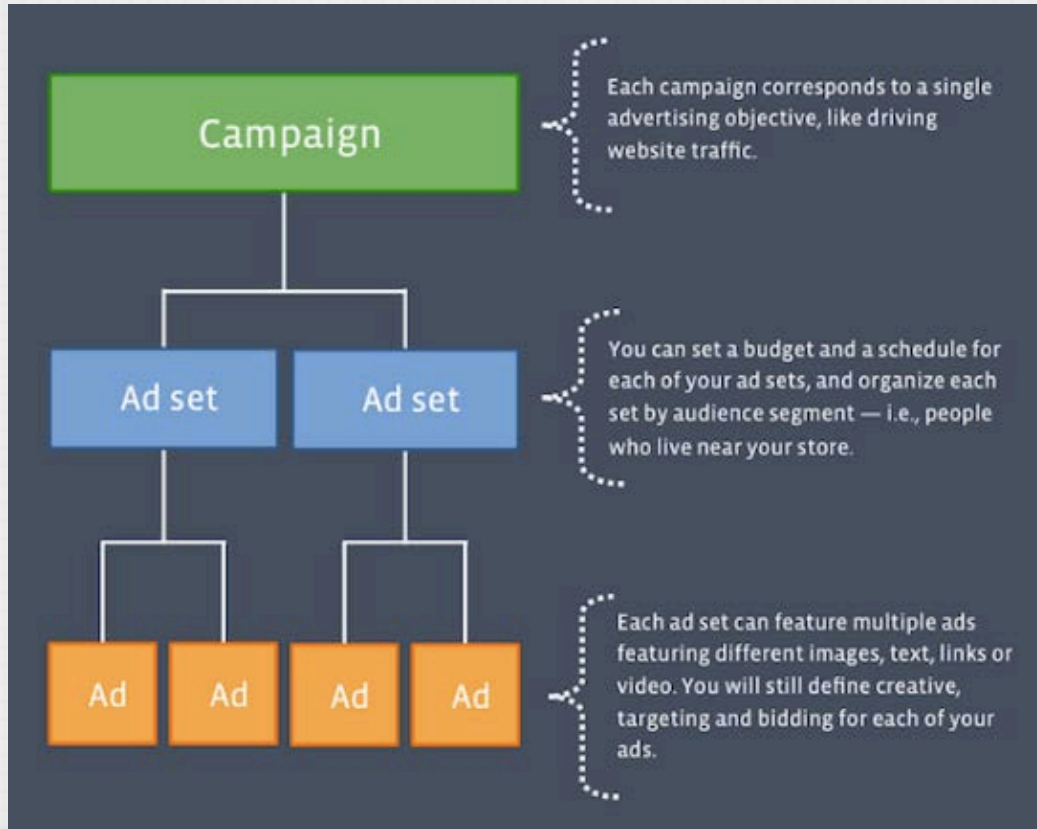 Campaign
Each campaign corresponds to a single
advertising objective, like driving
website traffic.
Ad set
Ad set
You can set a budget and a schedule for
each of your ad sets, and organize each
set by audience segment — i.e., people
who live near your store.
Ad
Ad
Ad
Ad
Each ad set can feature multiple ads
featuring different images, text, links or
video. You will still define creative,
targeting and bidding for each of your
ads.